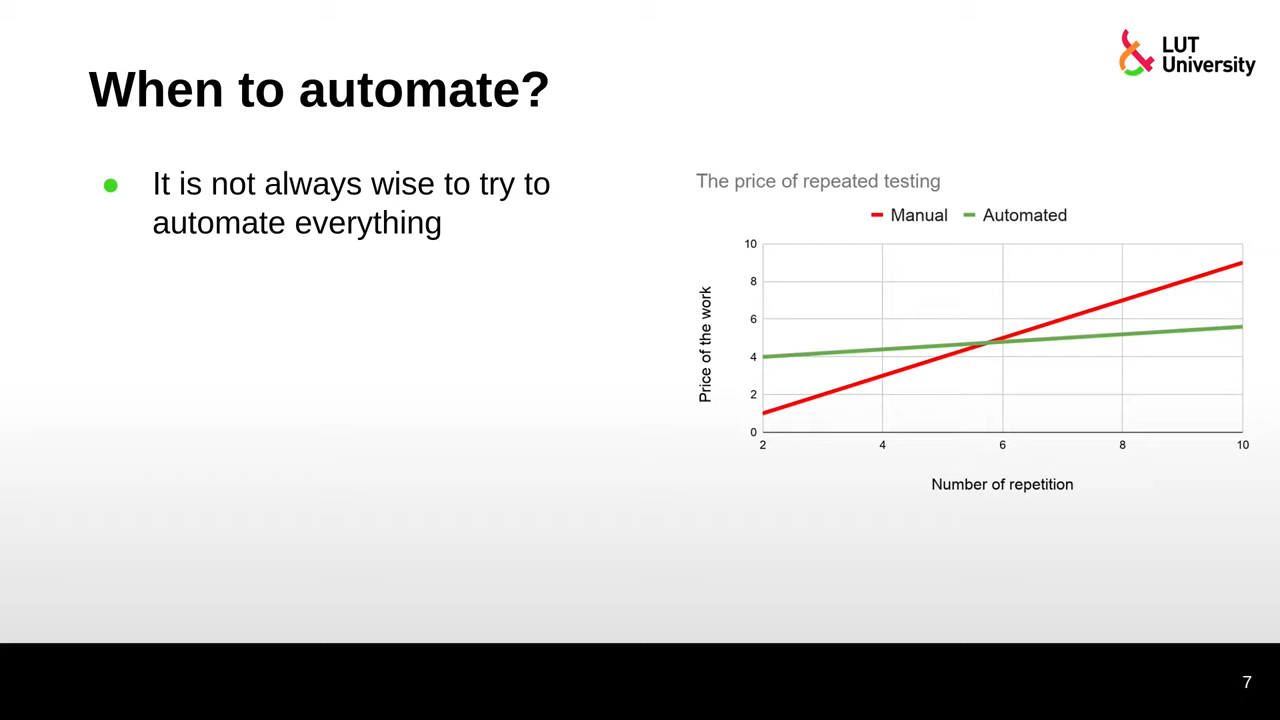 LUT
University
When to automate?
It is not always wise to try to
automate everything
The price of repeated testing
Manual Automated
Price of the work
10
8
6
4
2
0
2 4 6 8 10
Number of repetition
7